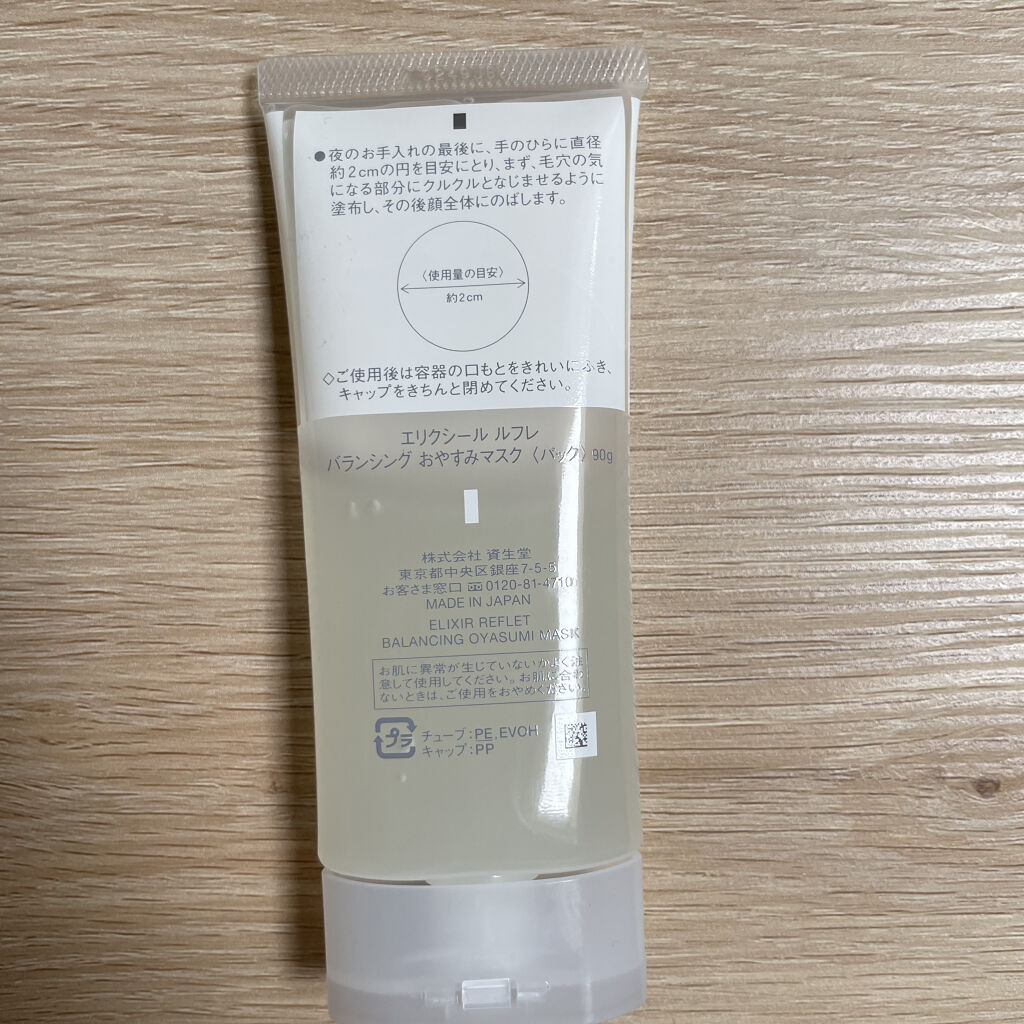 ●夜のお手入れの最後に、手のひらに直径
約2cmの円を目安にとり、まず、毛穴の気
になる部分にクルクルとなじませるように
塗布し、その後顔全体にのばします。
〈使用量の目安〉
約2cm
◇ご使用後は容器の口もとをきれいにふき、
キャップをきちんと閉めてください。
エリクシール ルフレ
バランシング おやすみマスク〈パック〉90g
株式会社 資生堂
東京都中央区銀座7-5-5
お客さま窓口 0120-81-4710
MADE IN JAPAN
ELIXIR REFLET
BALANCING OYASUMI MASK
お肌に異常が生じていないかよく注
意して使用してください。お肌に合わ
ないときは、ご使用をおやめください。
プラ
チューブ:PE,EVOH
キャップ:PP